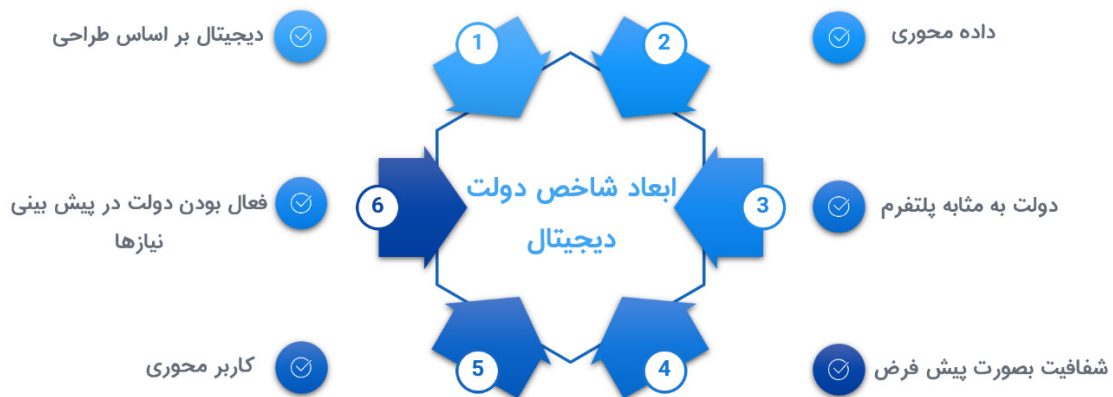 دیجیتال بر اساس طراحی
1
2
داده محوری
ابعاد شاخص دولت
دیجیتال
فعال بودن دولت در پیش بینی
نیازها
6
3
دولت به مثابه پلتفرم
کاربر محوری
5
4
شفافیت بصورت پیش فرض